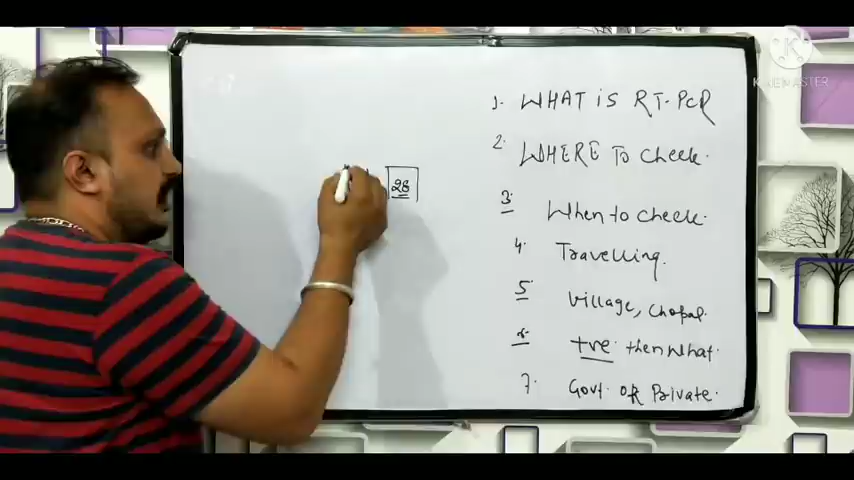 28
1. WHAT is RT-PCR
2. WHERE To Check.
3. When to check.
4. Travelling.
5. Village, Chopal.
6. +ve then What.
7. Govt. OR Private.
KINEMASTER